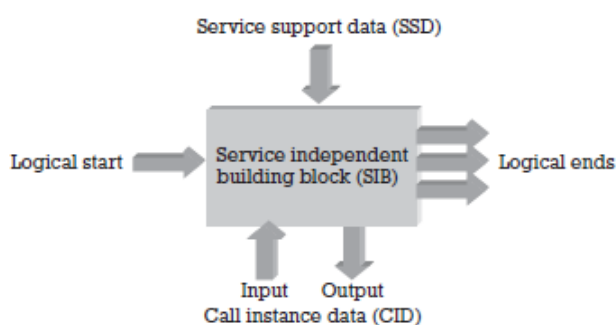 Service support data (SSD)
Logical start
Service independent
building block (SIB)
Logical ends
Input Output
Call instance data (CID)